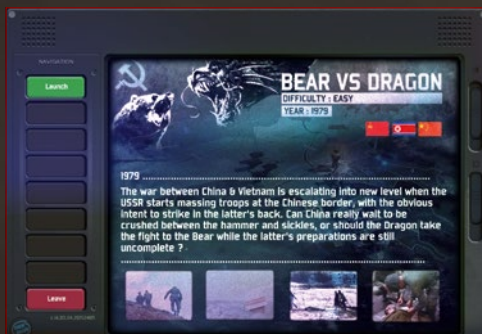 NAVIGATION
Launch
BEAR VS DRAGON
DIFFICULTY : EASY
YEAR : 1979
1979
The war between China & Vietnam is escalating into new level when the
USSR starts massing troops at the Chinese border, with the obvious
intent to strike in the latter's back. Can China really wait to be
crushed between the hammer and sickles, or should the Dragon take
the fight to the Bear while the latter's preparations are still
uncomplete ?
Leave